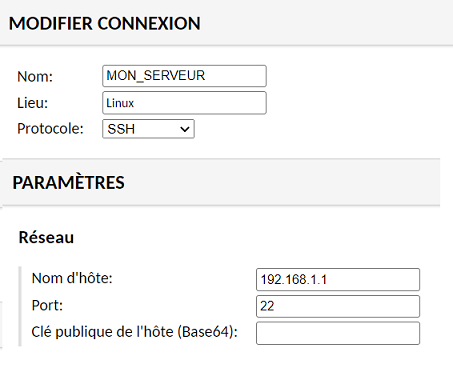 MODIFIER CONNEXION
Nom: MON_SERVEUR
Lieu: Linux
Protocole: SSH
PARAMÈTRES
Réseau
Nom d'hôte: 192.168.1.1
Port: 22
Clé publique de l'hôte (Base64):